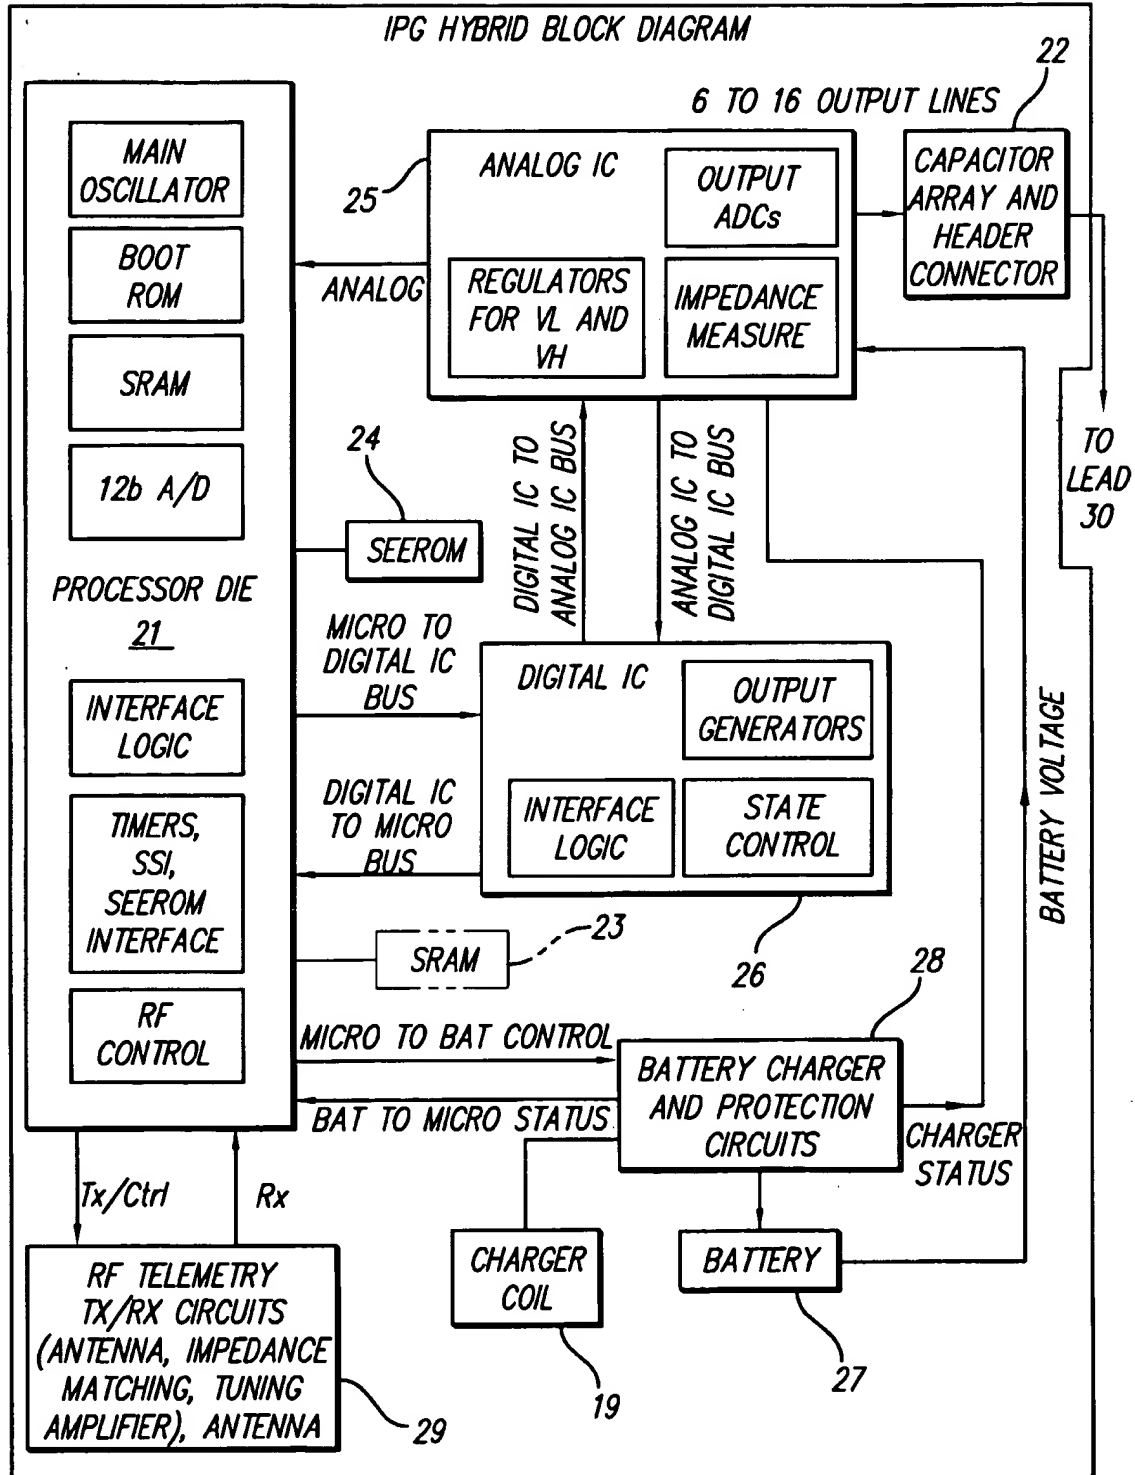 IPG HYBRID BLOCK DIAGRAM
22
6 TO 16 OUTPUT LINES
MAIN
OSCILLATOR
BOOT
ROM
SRAM
12b A/D
PROCESSOR DIE
21
INTERFACE
LOGIC
TIMERS,
SSI,
SEEROM
INTERFACE
RF
CONTROL
25
ANALOG IC
OUTPUT
ADCs
REGULATORS
FOR VL AND
VH
IMPEDANCE
MEASURE
CAPACITOR
ARRAY AND
HEADER
CONNECTOR
ANALOG
TO
LEAD
30
24
SEEROM
DIGITAL IC TO
ANALOG IC BUS
ANALOG IC TO
DIGITAL IC BUS
MICRO TO
DIGITAL IC
BUS
DIGITAL IC
OUTPUT
GENERATORS
INTERFACE
LOGIC
STATE
CONTROL
DIGITAL IC
TO MICRO
BUS
BATTERY VOLTAGE
SRAM
23
26
28
MICRO TO BAT CONTROL
BAT TO MICRO STATUS
BATTERY CHARGER
AND PROTECTION
CIRCUITS
CHARGER
STATUS
Tx/Ctrl
Rx
CHARGER
COIL
BATTERY
RF TELEMETRY
TX/RX CIRCUITS
(ANTENNA, IMPEDANCE
MATCHING, TUNING
AMPLIFIER), ANTENNA
29
19
27